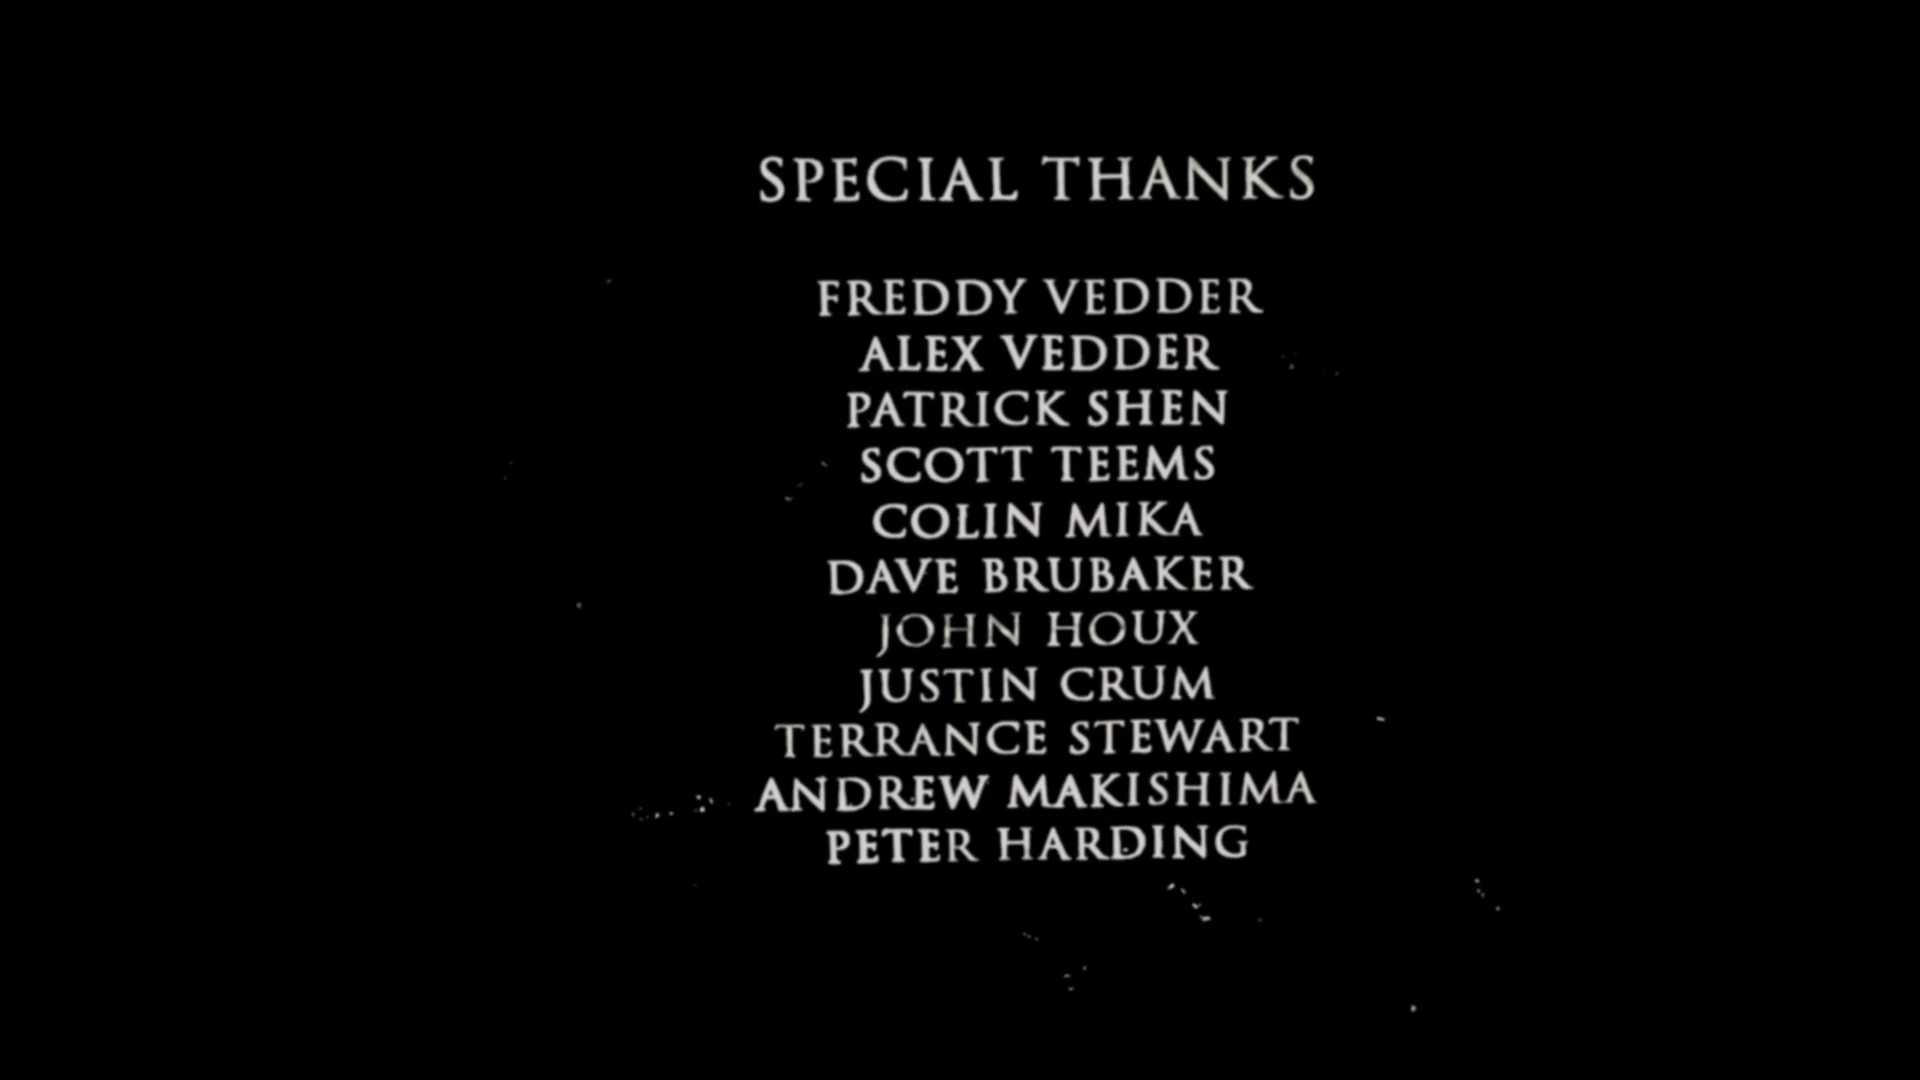 SPECIAL THANKS
FREDDY VEDDER
ALEX VEDDER
PATRICK SHEN
SCOTT TEEMS
COLIN MIKA
DAVE BRUBAKER
JOHN HOUX
JUSTIN CRUM
TERRANCE STEWART
ANDREW MAKISHIMA
PETER HARDING